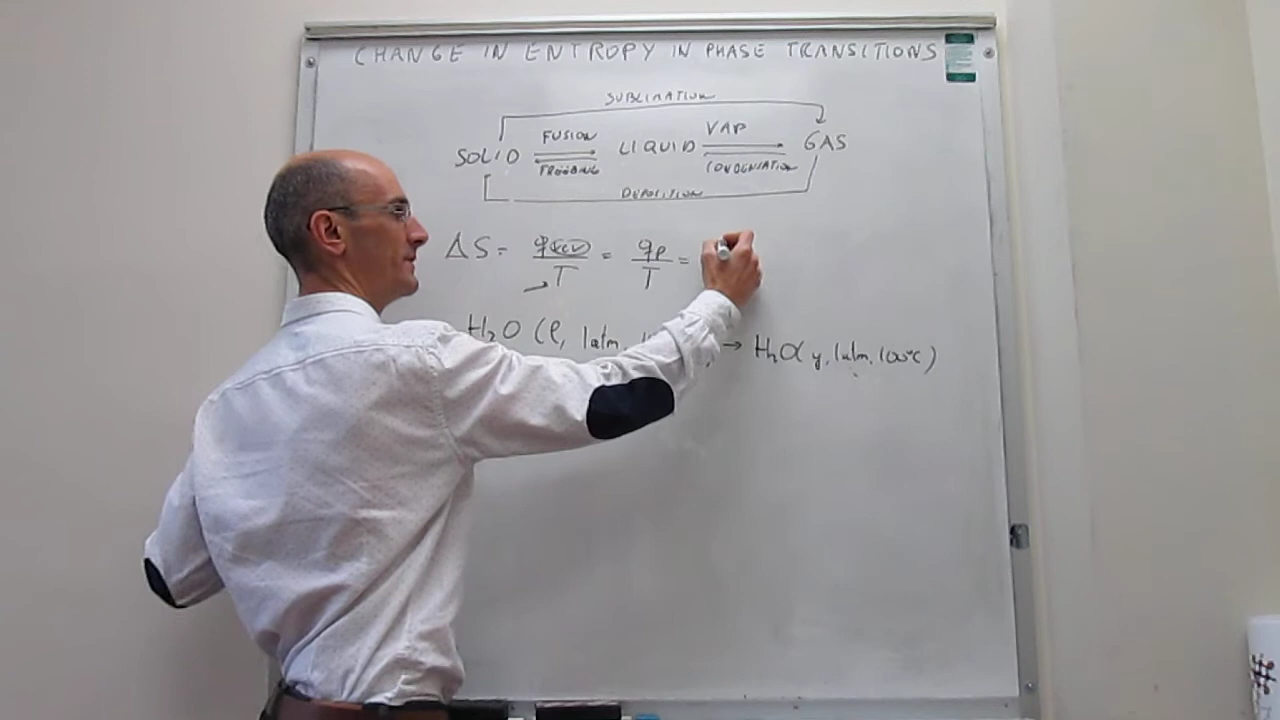 CHANGE IN ENTROPY IN PHASE TRANSITIONS
SUBLIMATION
SOLID FUSION LIQUID VAP GAS
FREEZING CONDENSATION
DEPOSITION
ΔS = qrev/T = qp/T =
H2O (l, 1atm, → H2O( g, 1atm, 100°C)